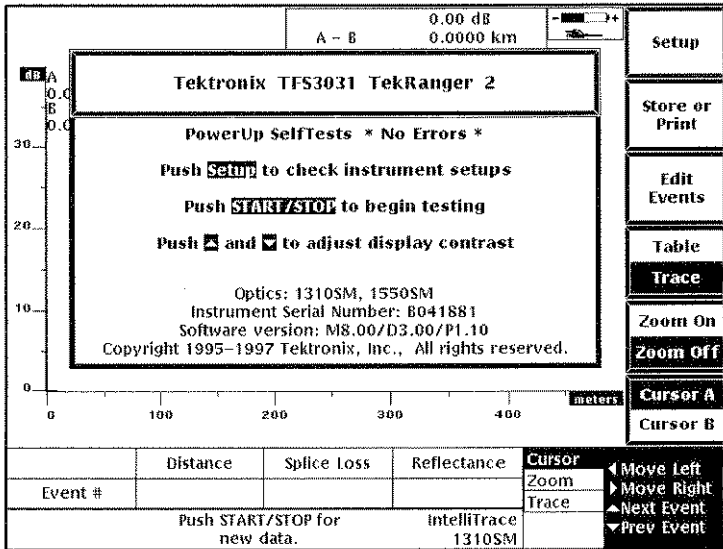 0.00 dB
A - B 0.0000 km
- +
Setup
dB
A
0.0
B
0.0
Tektronix TFS3031 TekRanger 2
PowerUp SelfTests * No Errors *
Push Setup to check instrument setups
Push START/STOP to begin testing
Push and to adjust display contrast
Optics: 1310SM, 1550SM
Instrument Serial Number: B041881
Software version: M8.00/D3.00/P1.10
Copyright 1995-1997 Tektronix, Inc., All rights reserved.
30
20
10
0
0 100 200 300 400 meters
Store or
Print
Edit
Events
Table
Trace
Zoom On
Zoom Off
Cursor A
Cursor B
Distance Splice Loss Reflectance
Event #
Push START/STOP for
new data.
IntelliTrace
1310SM
Cursor
Zoom
Trace
Move Left
Move Right
Next Event
Prev Event